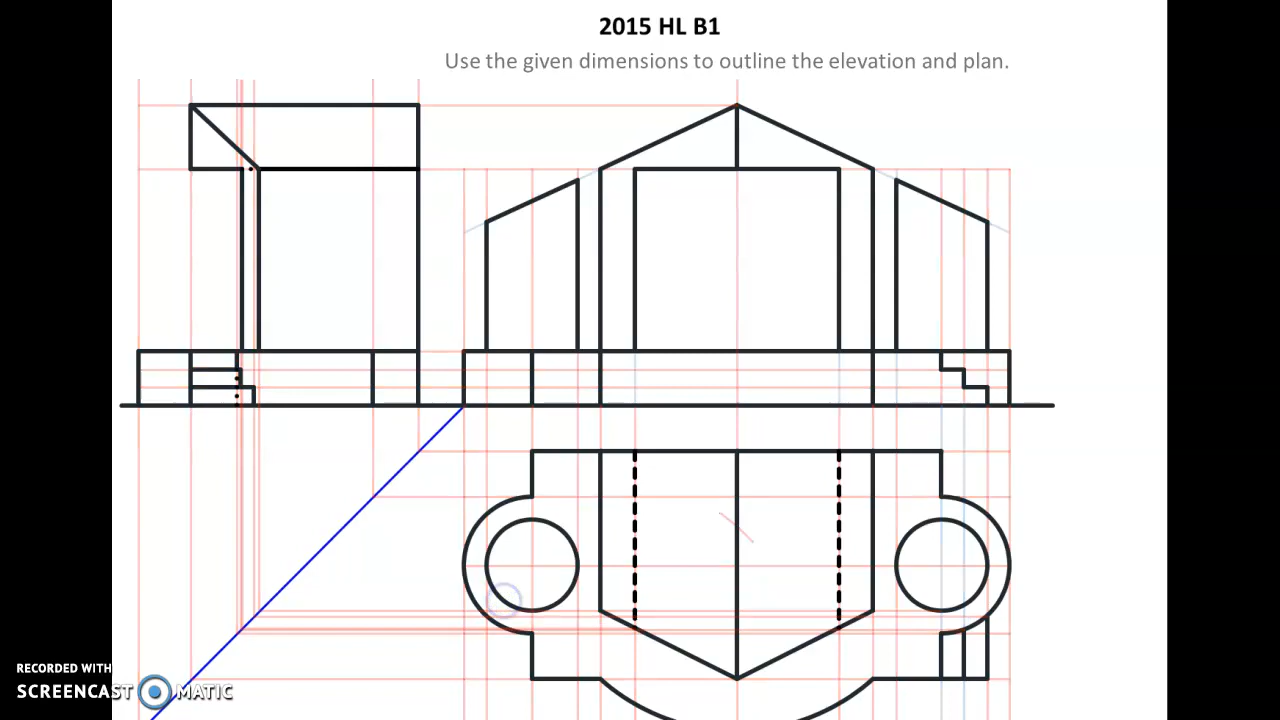 2015 HL B1
Use the given dimensions to outline the elevation and plan.
RECORDED WITH
SCREENCAST MATIC